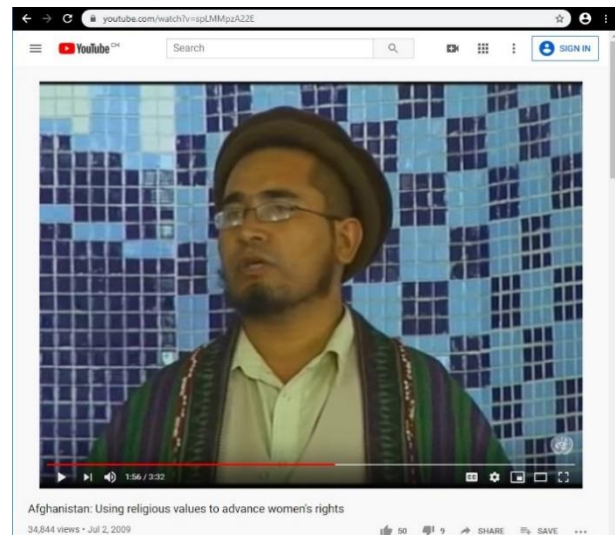 youtube.com/watch?v=spLMMpzA22E
YouTube CH
Search
SIGN IN
1:56 / 3:32
Afghanistan: Using religious values to advance women's rights
34,844 views • Jul 2, 2009
50 9 SHARE SAVE